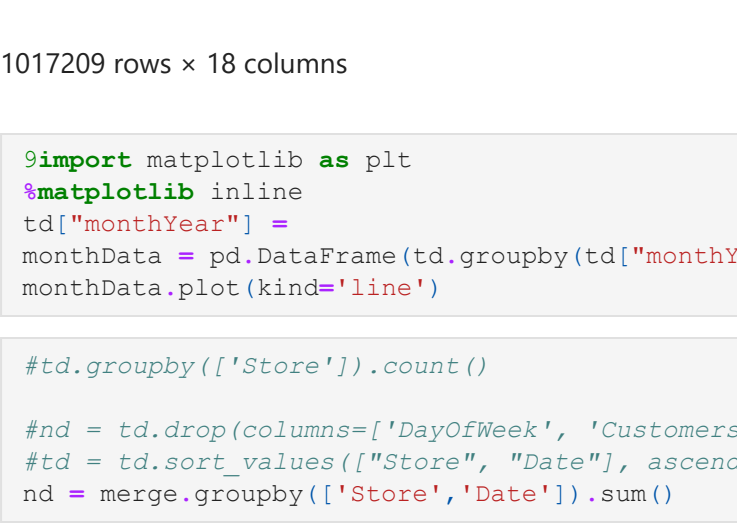 1017209 rows × 18 columns
9import matplotlib as plt
%matplotlib inline
td["monthYear"] =
monthData = pd.DataFrame(td.groupby(td["monthY
monthData.plot(kind='line')
#td.groupby(['Store']).count()
#nd = td.drop(columns=['DayOfWeek', 'Customers
#td = td.sort_values(["Store", "Date"], ascend
nd = merge.groupby(['Store','Date']).sum()